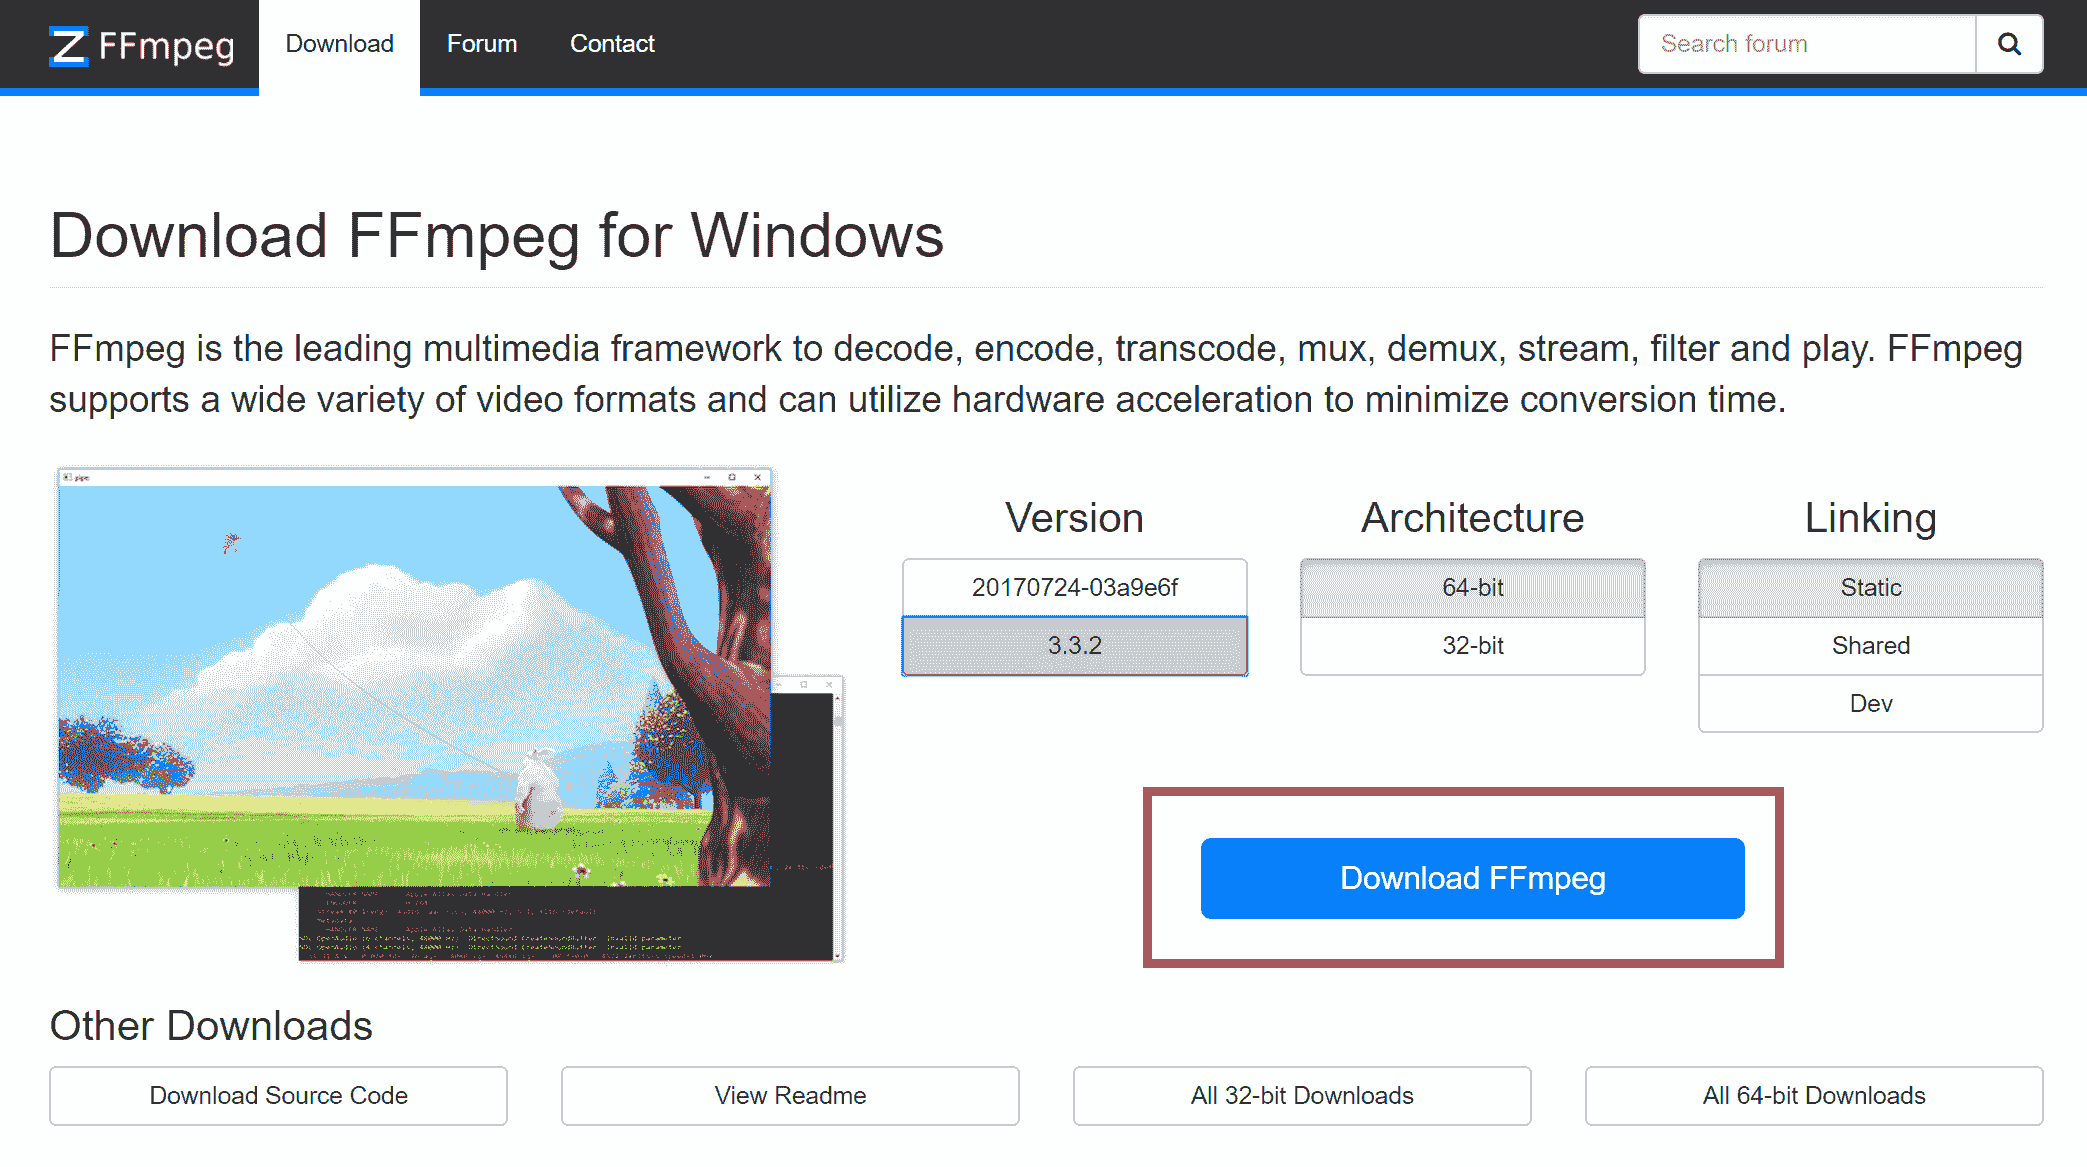 Z FFmpeg
Download
Forum
Contact
Search forum
Download FFmpeg for Windows
FFmpeg is the leading multimedia framework to decode, encode, transcode, mux, demux, stream, filter and play. FFmpeg
supports a wide variety of video formats and can utilize hardware acceleration to minimize conversion time.
pipe:
Version
20170724-03a9e6f
3.3.2
Architecture
64-bit
32-bit
Linking
Static
Shared
Dev
Download FFmpeg
Other Downloads
Download Source Code
View Readme
All 32-bit Downloads
All 64-bit Downloads